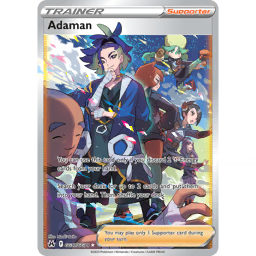 TRAINER
Supporter
Adaman
You can use this card only if you discard 2 Energy
cards from your hand.
Search your deck for up to 2 cards and put them
into your hand. Then, shuffle your deck.
You may play only 1 Supporter card
during your turn.